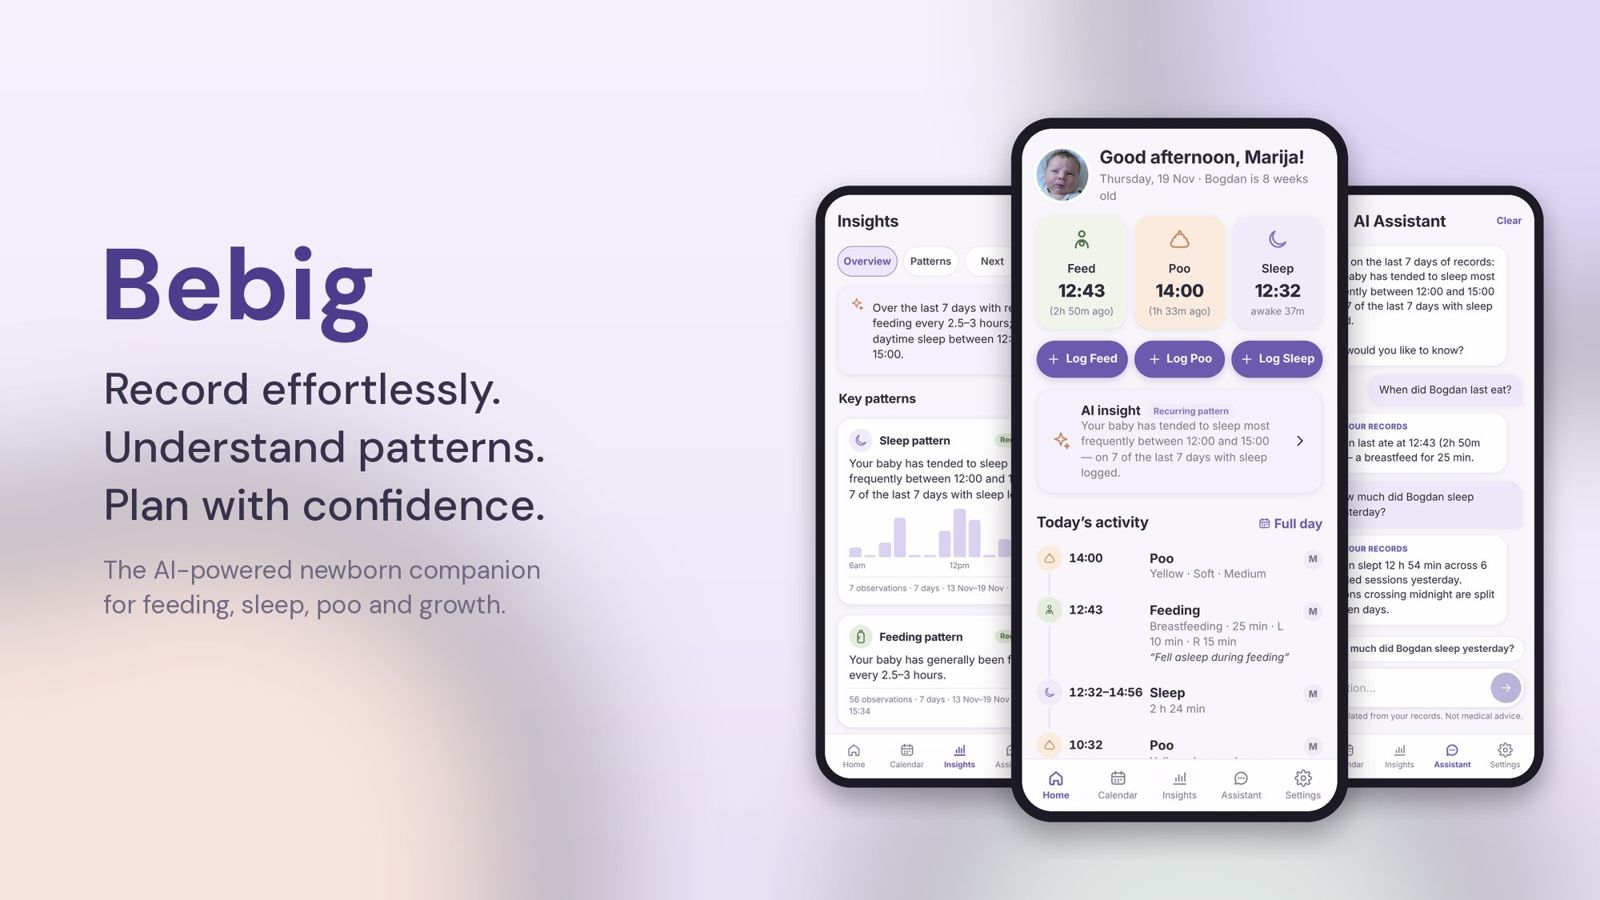 Bebig
Record effortlessly.
Understand patterns.
Plan with confidence.
The AI-powered newborn companion
for feeding, sleep, poo and growth.
Insights
Overview
Patterns
Next
Over the last 7 days with
feeding every 2.5–3 hours;
daytime sleep between 12:
15:00.
Key patterns
Sleep pattern
Your baby has tended to sleep
frequently between 12:00 and
7 of the last 7 days with sleep
6am
12pm
7 observations · 7 days · 13 Nov–19 Nov ·
Feeding pattern
Your baby has generally been
every 2.5–3 hours.
56 observations · 7 days · 13 Nov–19 Nov
15:34
Home
Calendar
Insights
Good afternoon, Marija!
Thursday, 19 Nov · Bogdan is 8 weeks
old
Feed
12:43
(2h 50m ago)
Poo
14:00
(1h 33m ago)
Sleep
12:32
awake 37m
+ Log Feed
+ Log Poo
+ Log Sleep
AI insight
Recurring pattern
Your baby has tended to sleep most
frequently between 12:00 and 15:00
— on 7 of the last 7 days with sleep
logged.
Today’s activity
Full day
14:00
Poo
M
Yellow · Soft · Medium
12:43
Feeding
M
Breastfeeding · 25 min · L
10 min · R 15 min
“Fell asleep during feeding”
12:32–14:56
Sleep
M
2 h 24 min
10:32
Poo
M
Home
Calendar
Insights
Assistant
Settings
AI Assistant
Clear
on the last 7 days of records:
baby has tended to sleep most
between 12:00 and 15:00
7 of the last 7 days with sleep
would you like to know?
When did Bogdan last eat?
YOUR RECORDS
last ate at 12:43 (2h 50m
– a breastfeed for 25 min.
much did Bogdan sleep
yesterday?
YOUR RECORDS
slept 12 h 54 min across 6
sessions yesterday.
crossing midnight are split
days.
much did Bogdan sleep yesterday?
from your records. Not medical advice.
Insights
Assistant
Settings